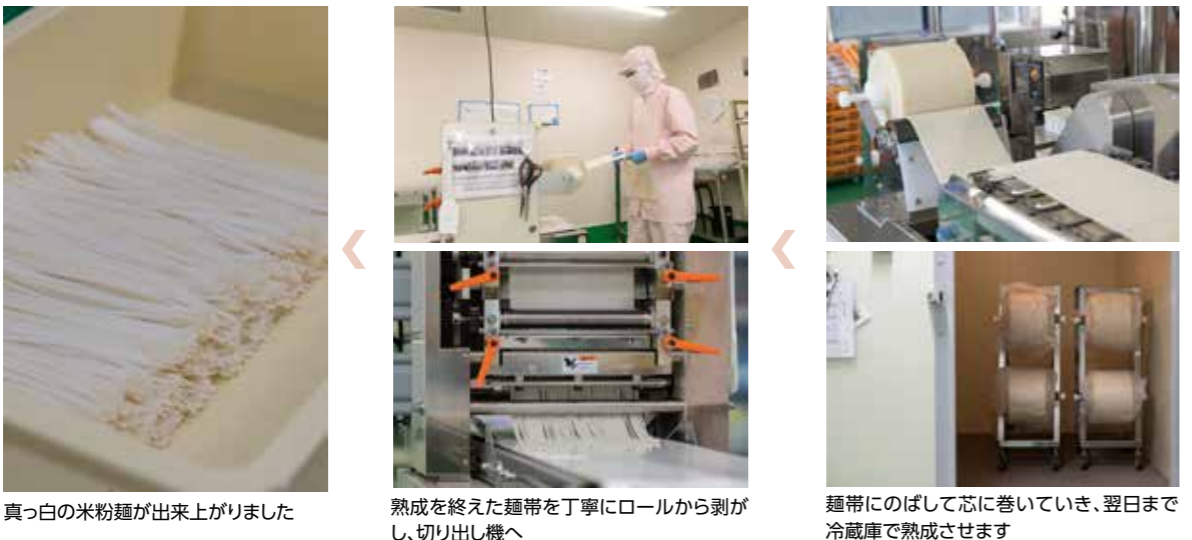 麺帯にのばして芯に巻いていき、翌日まで
冷蔵庫で熟成させます
熟成を終えた麺帯を丁寧にロールから剥が
し、切り出し機へ
真っ白の米粉麺が出来上がりました